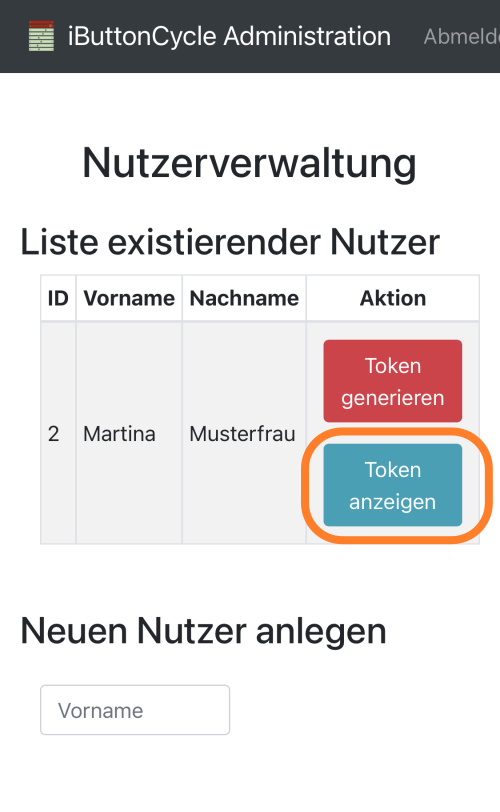 iButtonCycle Administration Abmelde
Nutzerverwaltung
Liste existierender Nutzer
ID Vorname Nachname Aktion
2 Martina Musterfrau
Token
generieren
Token
anzeigen
Neuen Nutzer anlegen
Vorname